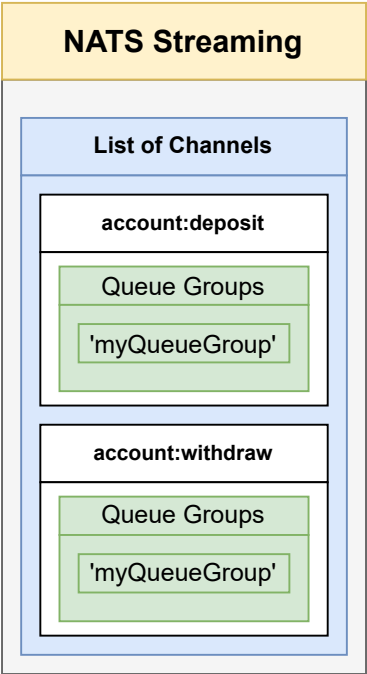 NATS Streaming
List of Channels
account:deposit
Queue Groups
'myQueueGroup'
account:withdraw
Queue Groups
'myQueueGroup'